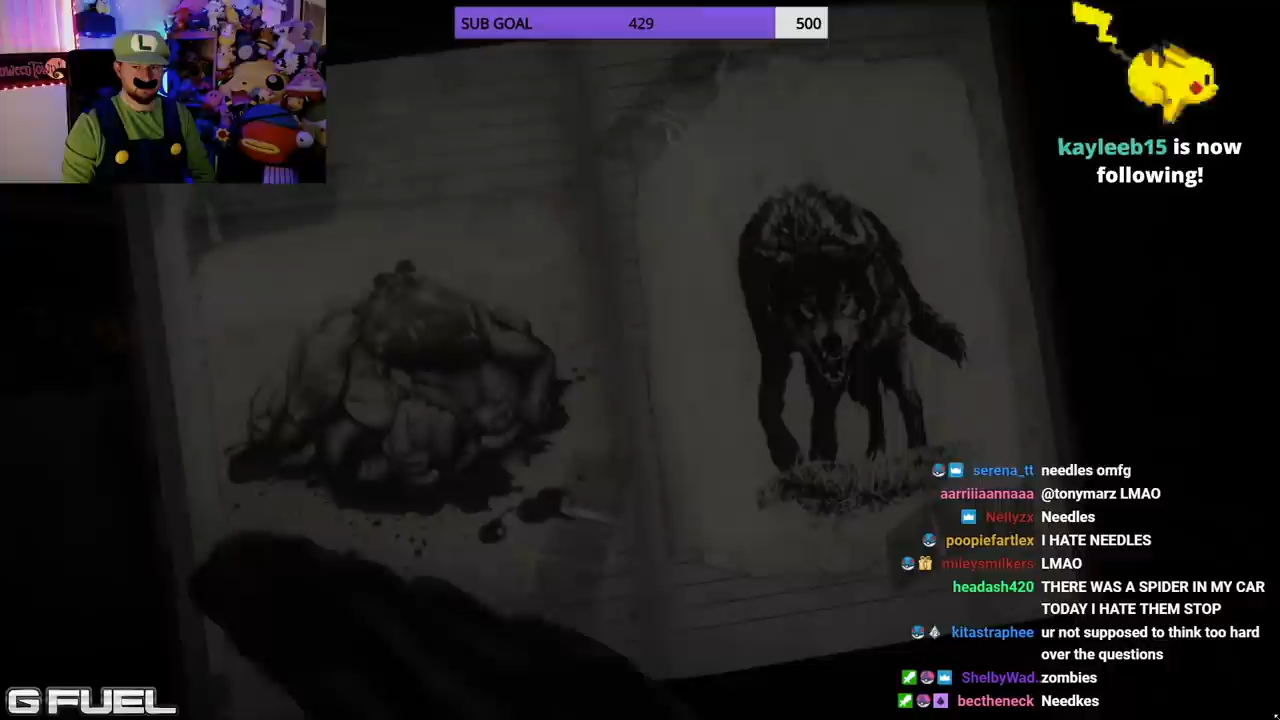 SUB GOAL 429 500
kayleeb15 is now
following!
serena_tt needles omfg
aarriiiaannaaa @tonymarz LMAO
Nellyzx Needles
poopiefartlex I HATE NEEDLES
mileysmilkers LMAO
headash420 THERE WAS A SPIDER IN MY CAR
TODAY I HATE THEM STOP
kitastraphee ur not supposed to think too hard
over the questions
ShelbyWad. zombies
bectheneck Needkes
G FUEL
L